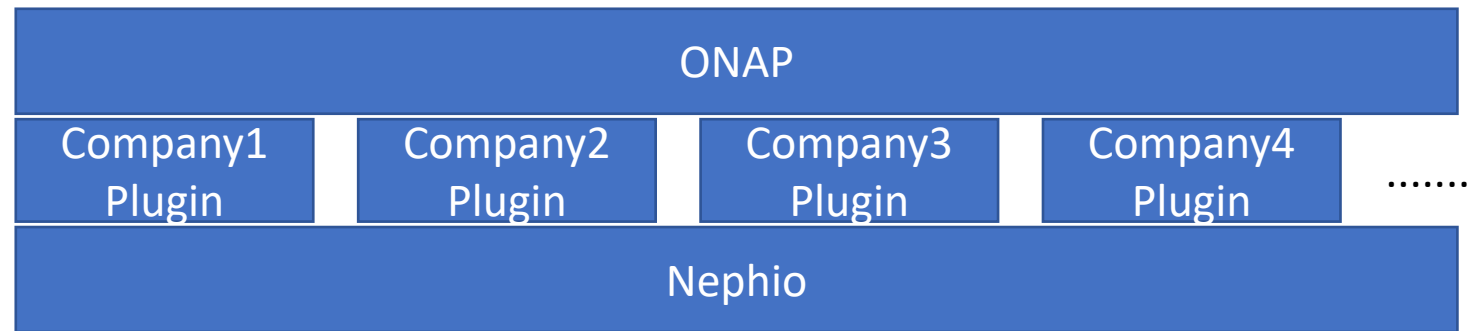 ONAP
Company1
Plugin
Company2
Plugin
Company3
Plugin
Company4
Plugin
.......
Nephio